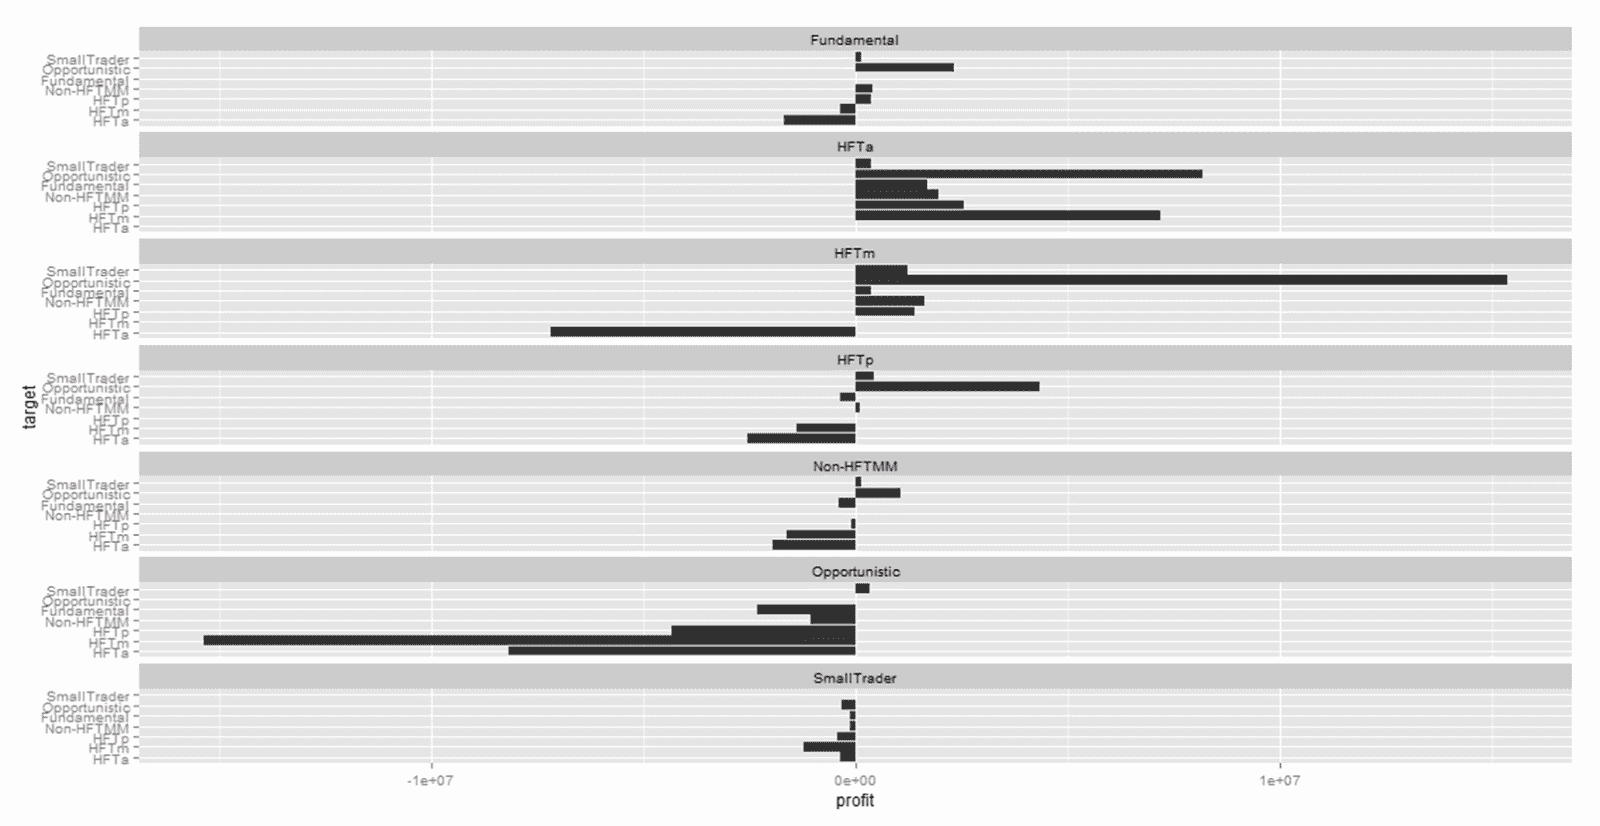 Fundamental
SmallTrader
Opportunistic
Fundamental
Non-HFTMM
HFTp
HFTm
HFTa
HFTa
SmallTrader
Opportunistic
Fundamental
Non-HFTMM
HFTp
HFTm
HFTa
HFTm
SmallTrader
Opportunistic
Fundamental
Non-HFTMM
HFTp
HFTm
HFTa
HFTp
SmallTrader
Opportunistic
Fundamental
Non-HFTMM
HFTp
HFTm
HFTa
target
Non-HFTMM
SmallTrader
Opportunistic
Fundamental
Non-HFTMM
HFTp
HFTm
HFTa
Opportunistic
SmallTrader
Opportunistic
Fundamental
Non-HFTMM
HFTp
HFTm
HFTa
SmallTrader
SmallTrader
Opportunistic
Fundamental
Non-HFTMM
HFTp
HFTm
HFTa
-1e+07 0e+00 1e+07
profit